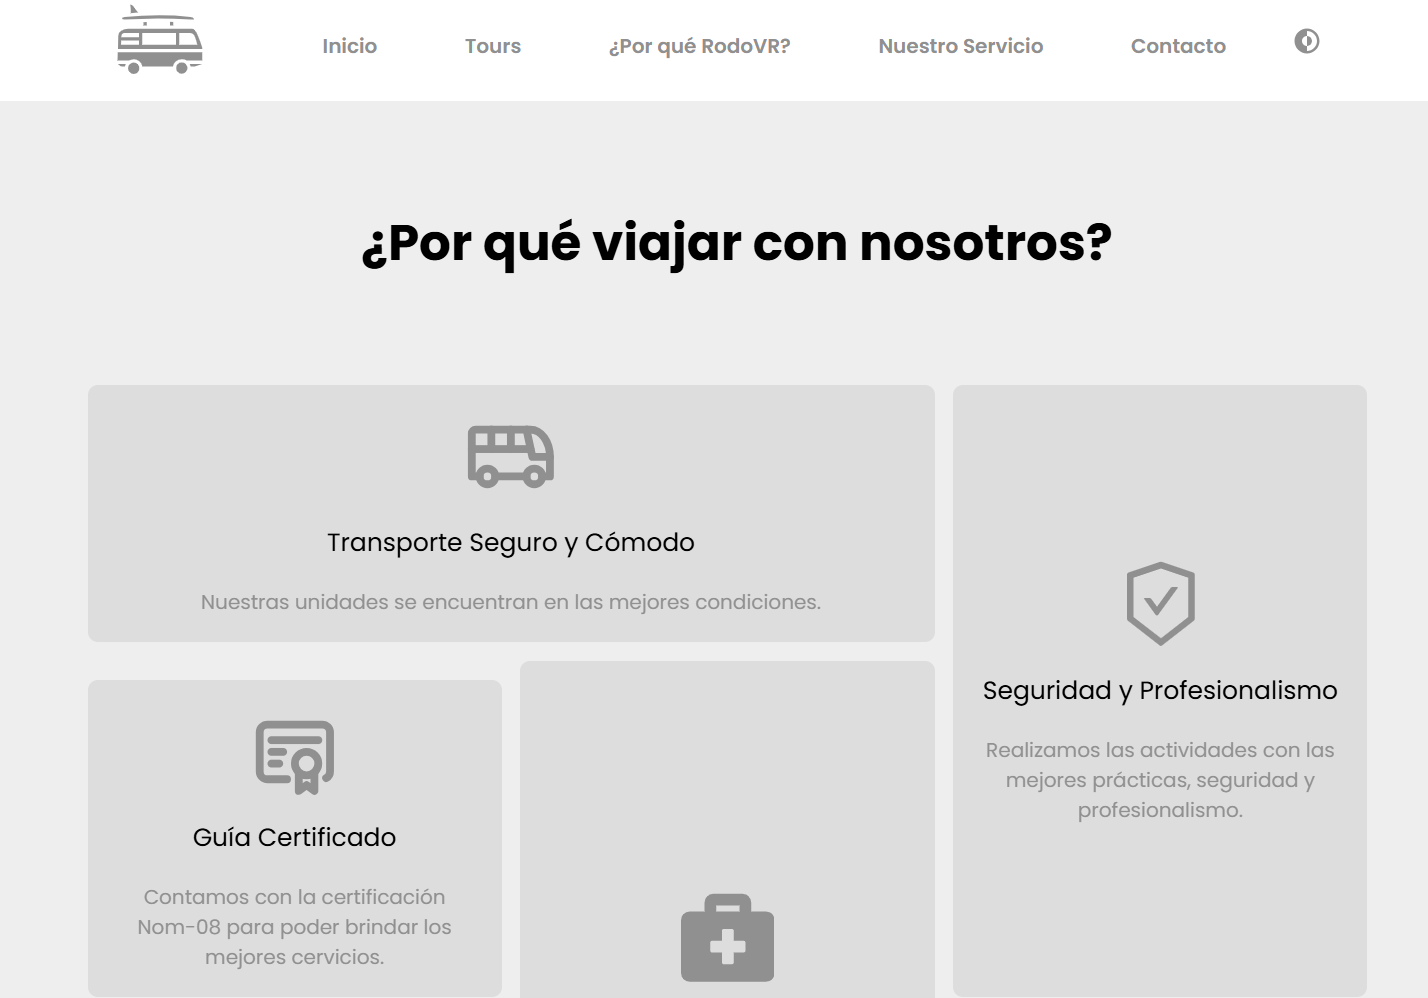 Inicio
Tours
¿Por qué RodoVR?
Nuestro Servicio
Contacto
¿Por qué viajar con nosotros?
Transporte Seguro y Cómodo
Nuestras unidades se encuentran en las mejores condiciones.
Seguridad y Profesionalismo
Realizamos las actividades con las
mejores prácticas, seguridad y
profesionalismo.
Guía Certificado
Contamos con la certificación
Nom-08 para poder brindar los
mejores cervicios.